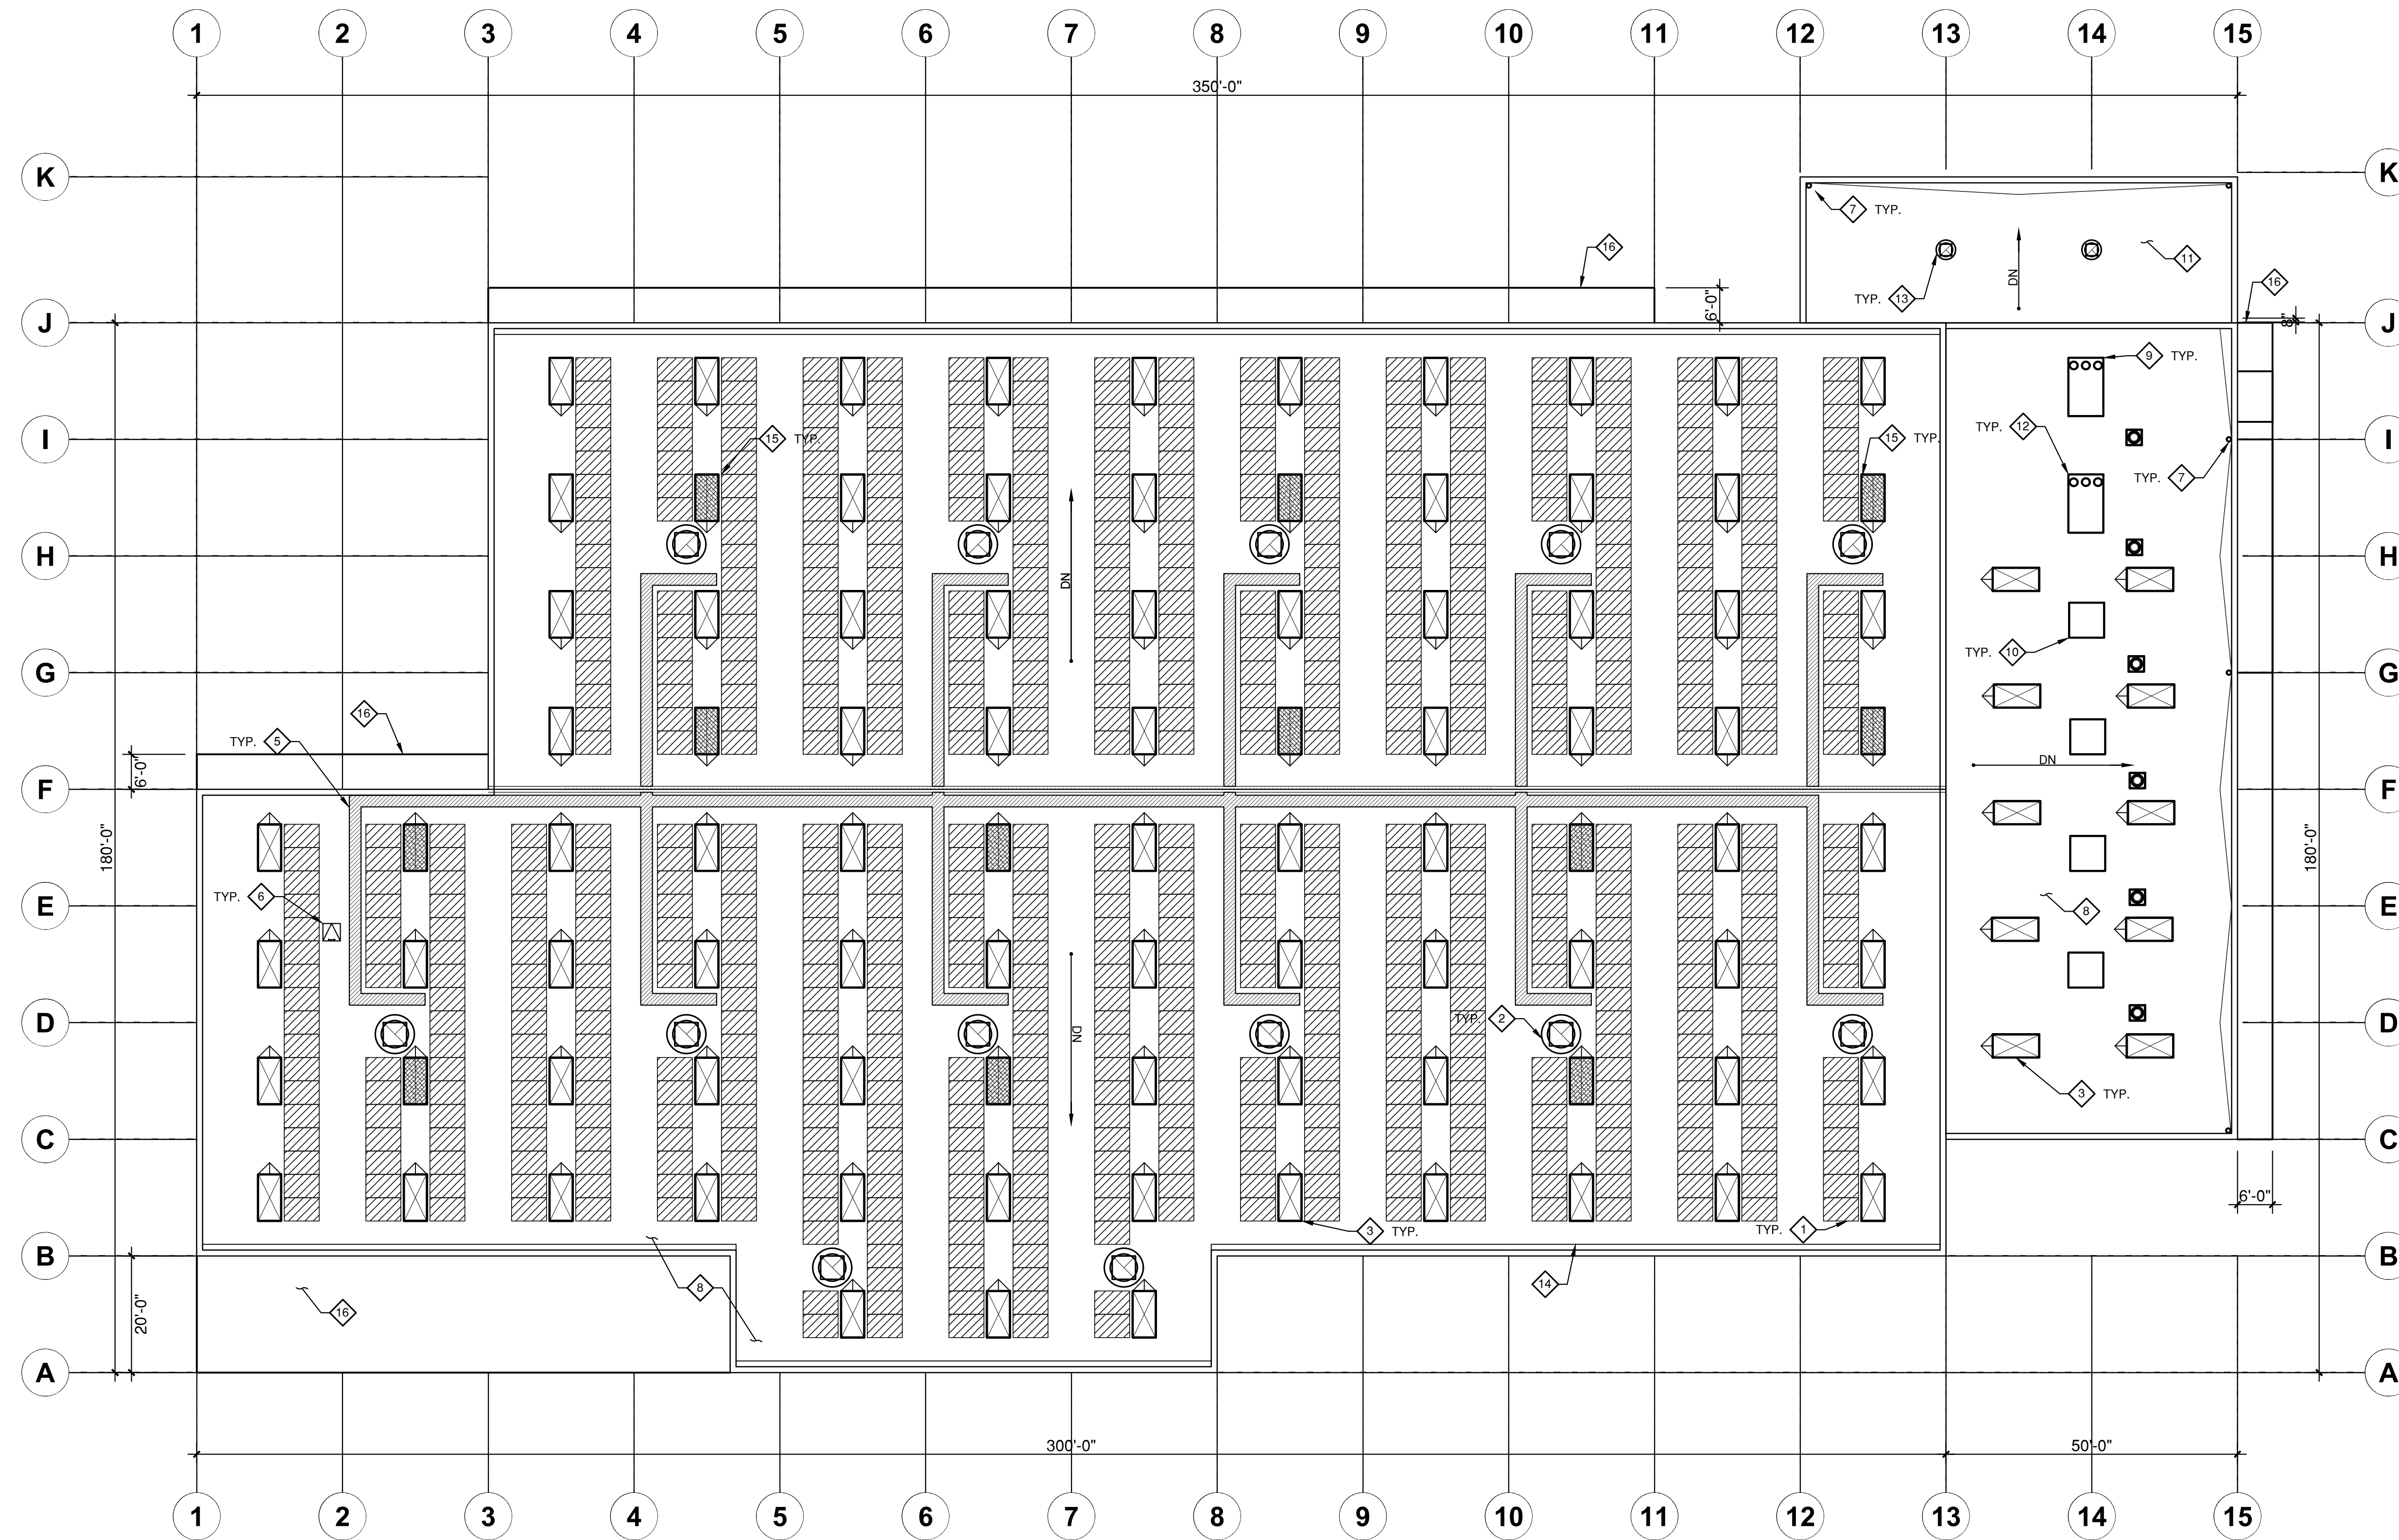 1 2 3 4 5 6 7 8 9 10 11 12 13 14 15
350'-0"
K K
7 TYP.
16
11
DN
TYP. 13
16
6'-0"
8"
J J
9 TYP.
TYP. 12
15 TYP.
15 TYP.
I I
TYP. 7
H H
DN
TYP. 10
G G
16
TYP. 5
DN
6'-0"
F F
180'-0"
180'-0"
TYP. 6
E E
8
TYP. 2
D D
DN
3 TYP.
C C
6'-0"
3 TYP.
TYP. 1
B B
8
14
16
20'-0"
A A
300'-0"
50'-0"
1 2 3 4 5 6 7 8 9 10 11 12 13 14 15